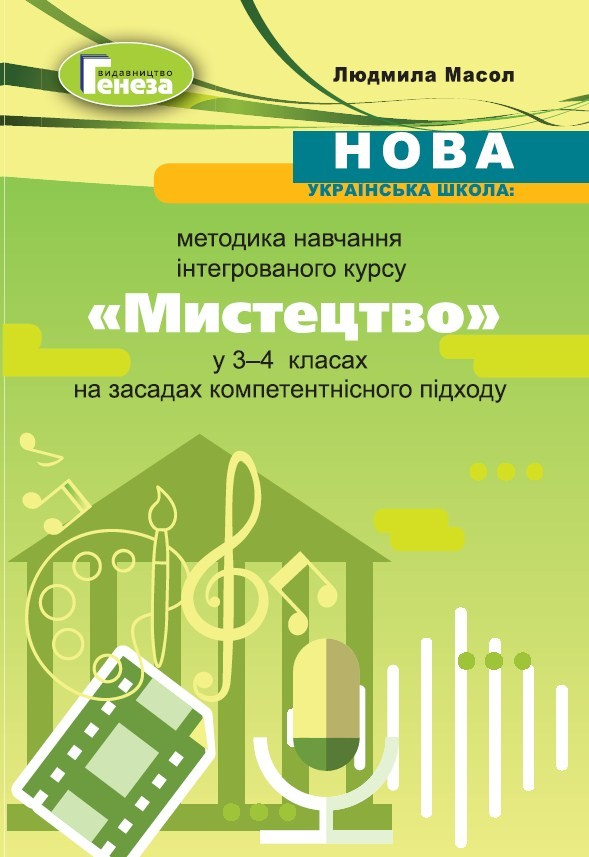 видавництво
Генеза
Людмила Масол
НОВА
УКРАЇНСЬКА ШКОЛА:
методика навчання
інтегрованого курсу
«Мистецтво»
у 3–4 класах
на засадах компетентнісного підходу